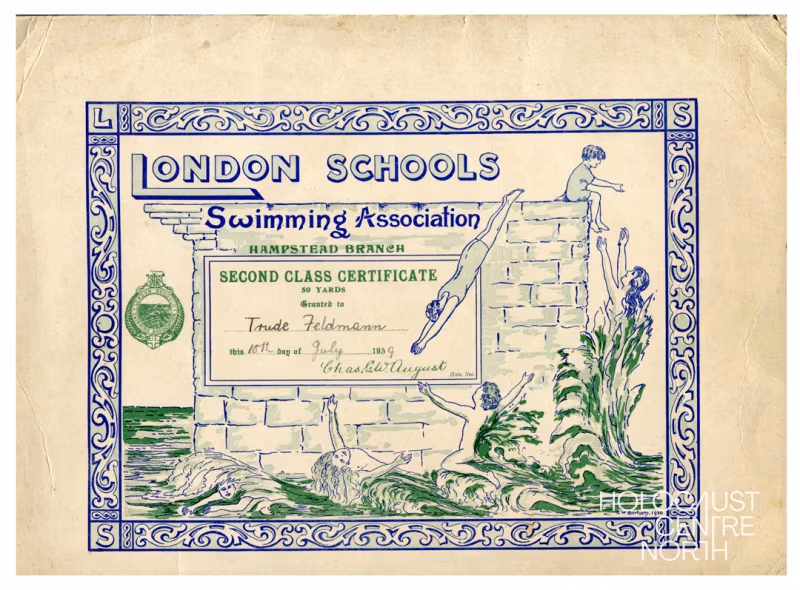 L S
LONDON SCHOOLS
Swimming Association
HAMPSTEAD BRANCH
SECOND CLASS CERTIFICATE
50 YARDS
Granted to
Trude Feldmann
this 10th day of July 1939
Chas. G. W. August
Hon. Sec.
S A
HOLOCAUST
CENTRE
NORTH